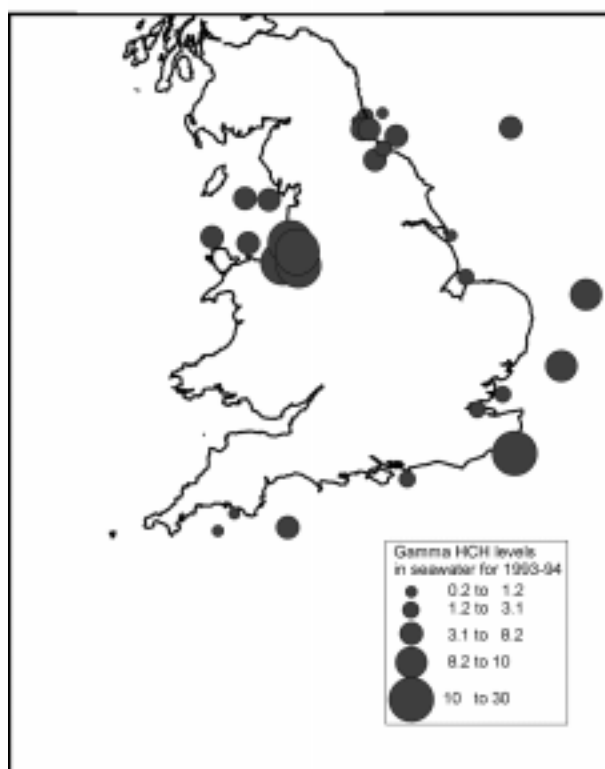 Gamma HCH levels
in seawater for 1993-94
0.2 to 1.2
1.2 to 3.1
3.1 to 8.2
8.2 to 10
10 to 30